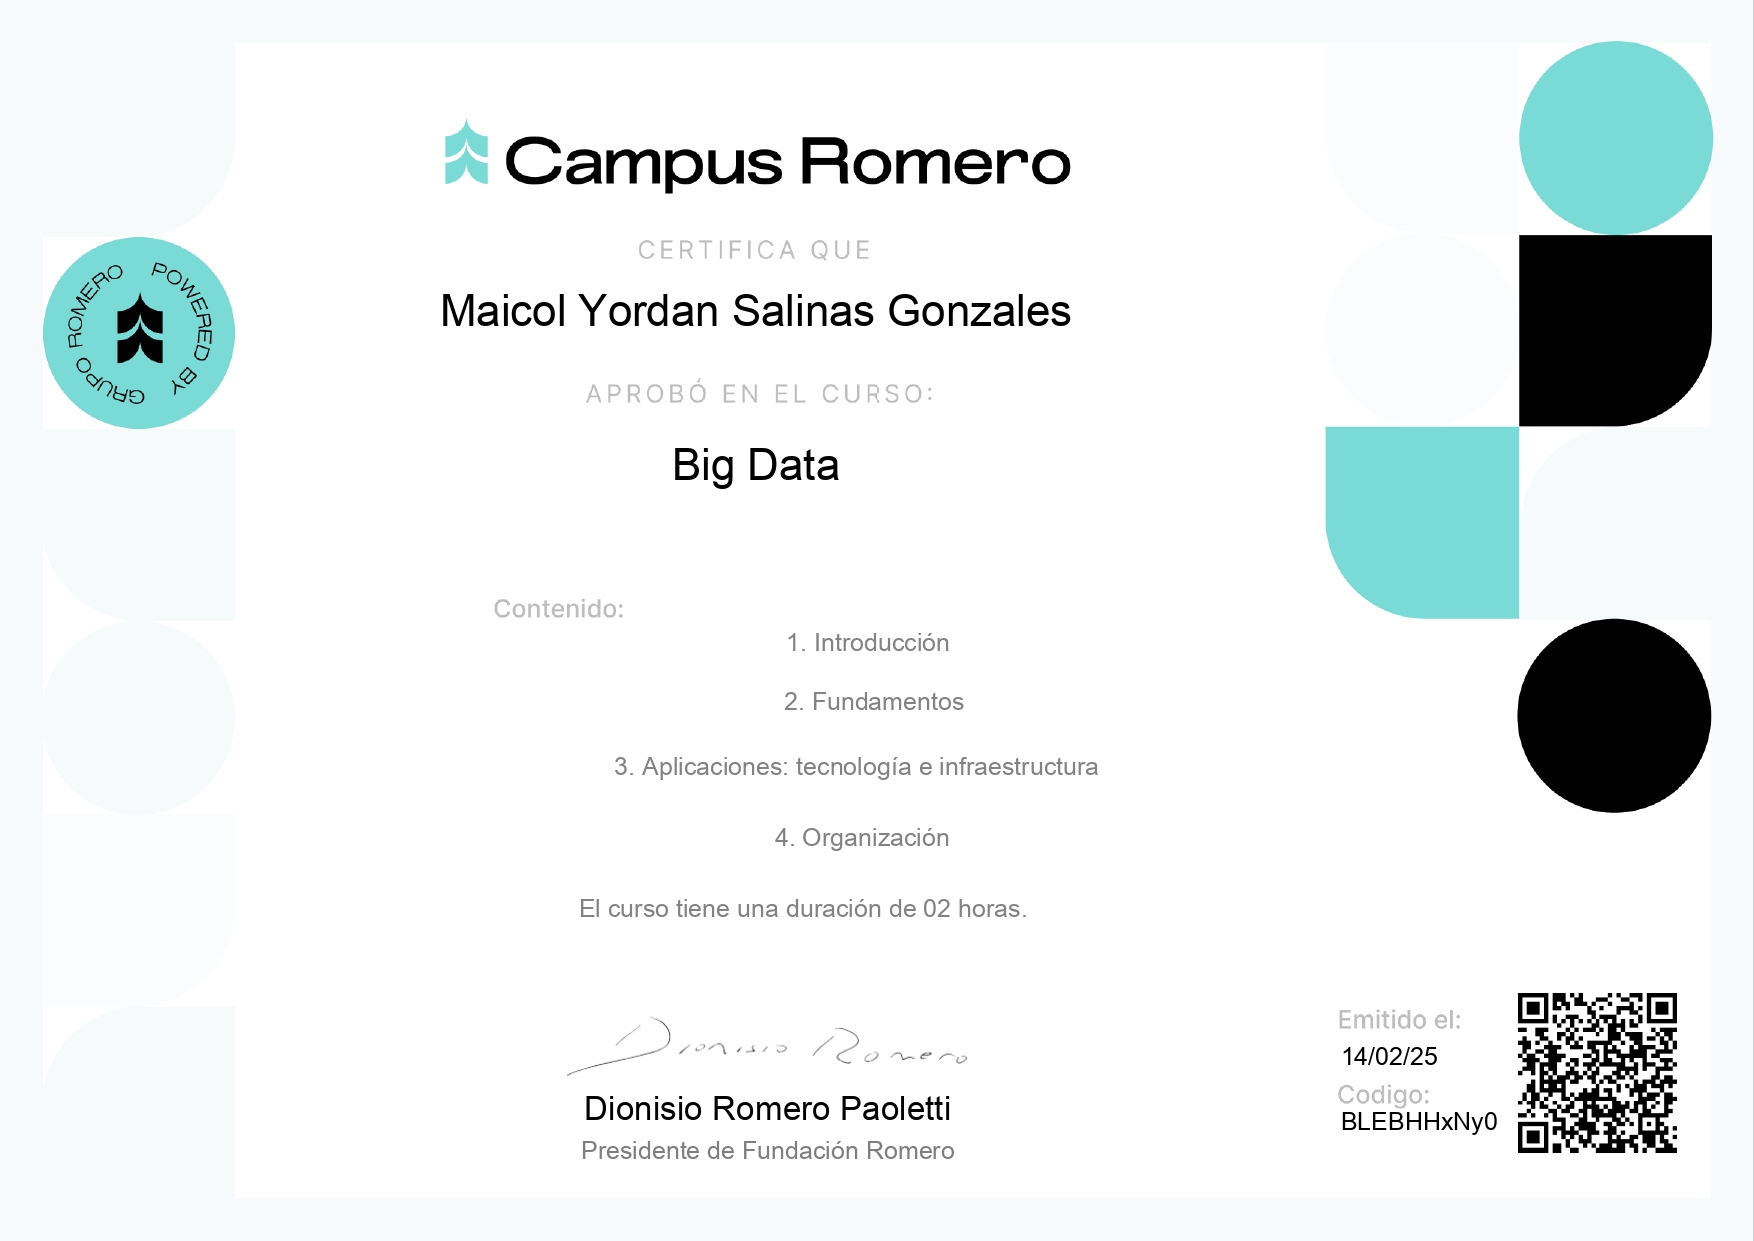 Campus Romero
CERTIFICA QUE
Maicol Yordan Salinas Gonzales
POWERED BY GRUPO ROMERO
APROBÓ EN EL CURSO:
Big Data
Contenido:
1. Introducción
2. Fundamentos
3. Aplicaciones: tecnología e infraestructura
4. Organización
El curso tiene una duración de 02 horas.
Dionisio Romero
Dionisio Romero Paoletti
Presidente de Fundación Romero
Emitido el:
14/02/25
Codigo:
BLEBHHxNy0